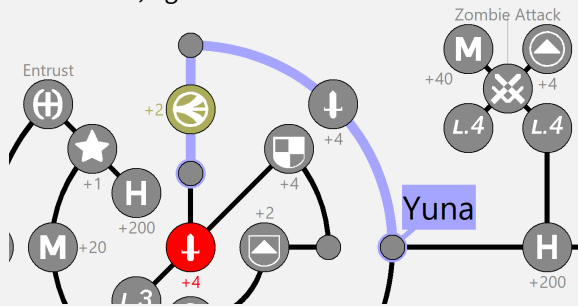 Zombie Attack
M
+40
+4
Entrust
+2
+4
L.4
L.4
+1
H
+200
+4
+2
Yuna
M
+20
+4
H
+200
L.3